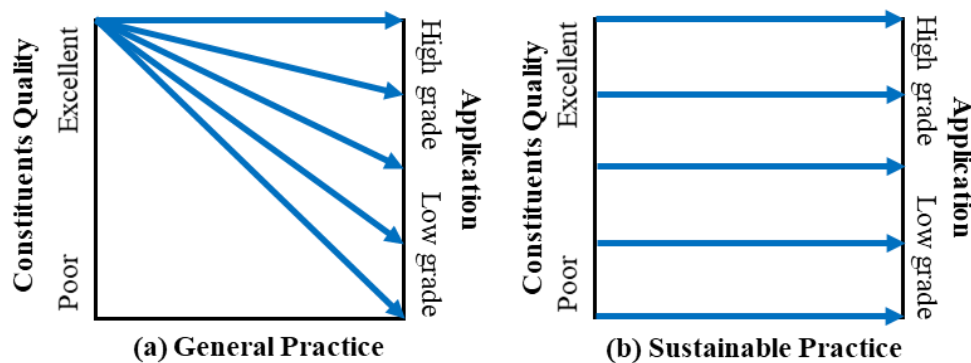 Constituents Quality
Excellent
Poor
High grade
Low grade
Application
(a) General Practice
Constituents Quality
Excellent
Poor
High grade
Low grade
Application
(b) Sustainable Practice